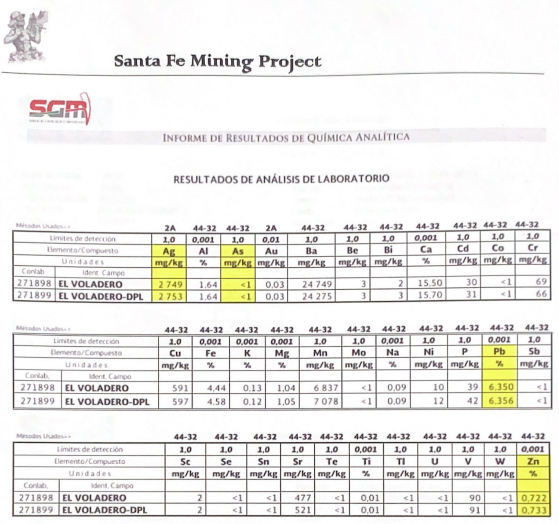 Santa Fe Mining Project
SGM
INFORME DE RESULTADOS DE QUÍMICA ANALÍTICA
RESULTADOS DE ANÁLISIS DE LABORATORIO
Métodos Usados==> 2A 44-32 44-32 2A 44-32 44-32 44-32 44-32 44-32 44-32 44-32
Límites de detección 1,0 0,001 1,0 0,01 1,0 1,0 1,0 0,001 1,0 1,0 1,0
Elemento/Compuesto Ag Al As Au Ba Be Bi Ca Cd Co Cr
Unidades mg/kg % mg/kg mg/kg mg/kg mg/kg mg/kg % mg/kg mg/kg mg/kg
Conlab. Ident. Campo
271898 EL VOLADERO 2 749 1,64 <1 0,03 24 749 3 2 15,50 30 <1 69
271899 EL VOLADERO-DPL 2 753 1,64 <1 0,03 24 275 3 3 15,70 31 <1 66
Métodos Usados==> 44-32 44-32 44-32 44-32 44-32 44-32 44-32 44-32 44-32 44-32 44-32
Límites de detección 1,0 0,001 0,001 0,001 1,0 1,0 0,001 1,0 1,0 0,001 1,0
Elemento/Compuesto Cu Fe K Mg Mn Mo Na Ni P Pb Sb
Unidades mg/kg % % % mg/kg mg/kg % mg/kg mg/kg % mg/kg
Conlab. Ident. Campo
271898 EL VOLADERO 591 4,44 0,13 1,04 6 837 <1 0,09 10 39 6,350 <1
271899 EL VOLADERO-DPL 597 4,58 0,12 1,05 7 078 <1 0,09 12 42 6,356 <1
Métodos Usados==> 44-32 44-32 44-32 44-32 44-32 44-32 44-32 44-32 44-32 44-32 44-32
Límites de detección 1,0 1,0 1,0 1,0 1,0 0,001 1,0 1,0 1,0 1,0 0,001
Elemento/Compuesto Sc Se Sn Sr Te Ti Tl U V W Zn
Unidades mg/kg mg/kg mg/kg mg/kg mg/kg % mg/kg mg/kg mg/kg mg/kg %
Conlab. Ident. Campo
271898 EL VOLADERO 2 <1 <1 477 <1 0,01 <1 <1 90 <1 0,722
271899 EL VOLADERO-DPL 2 <1 <1 521 <1 0,01 <1 <1 91 <1 0,733